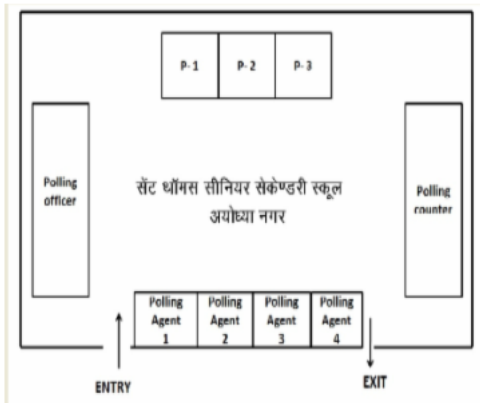 P-1 P-2 P-3
Polling
officer
सेंट थॉमस सीनियर सेकेण्डरी स्कूल
अयोध्या नगर
Polling
counter
Polling
Agent
1
Polling
Agent
2
Polling
Agent
3
Polling
Agent
4
ENTRY
EXIT